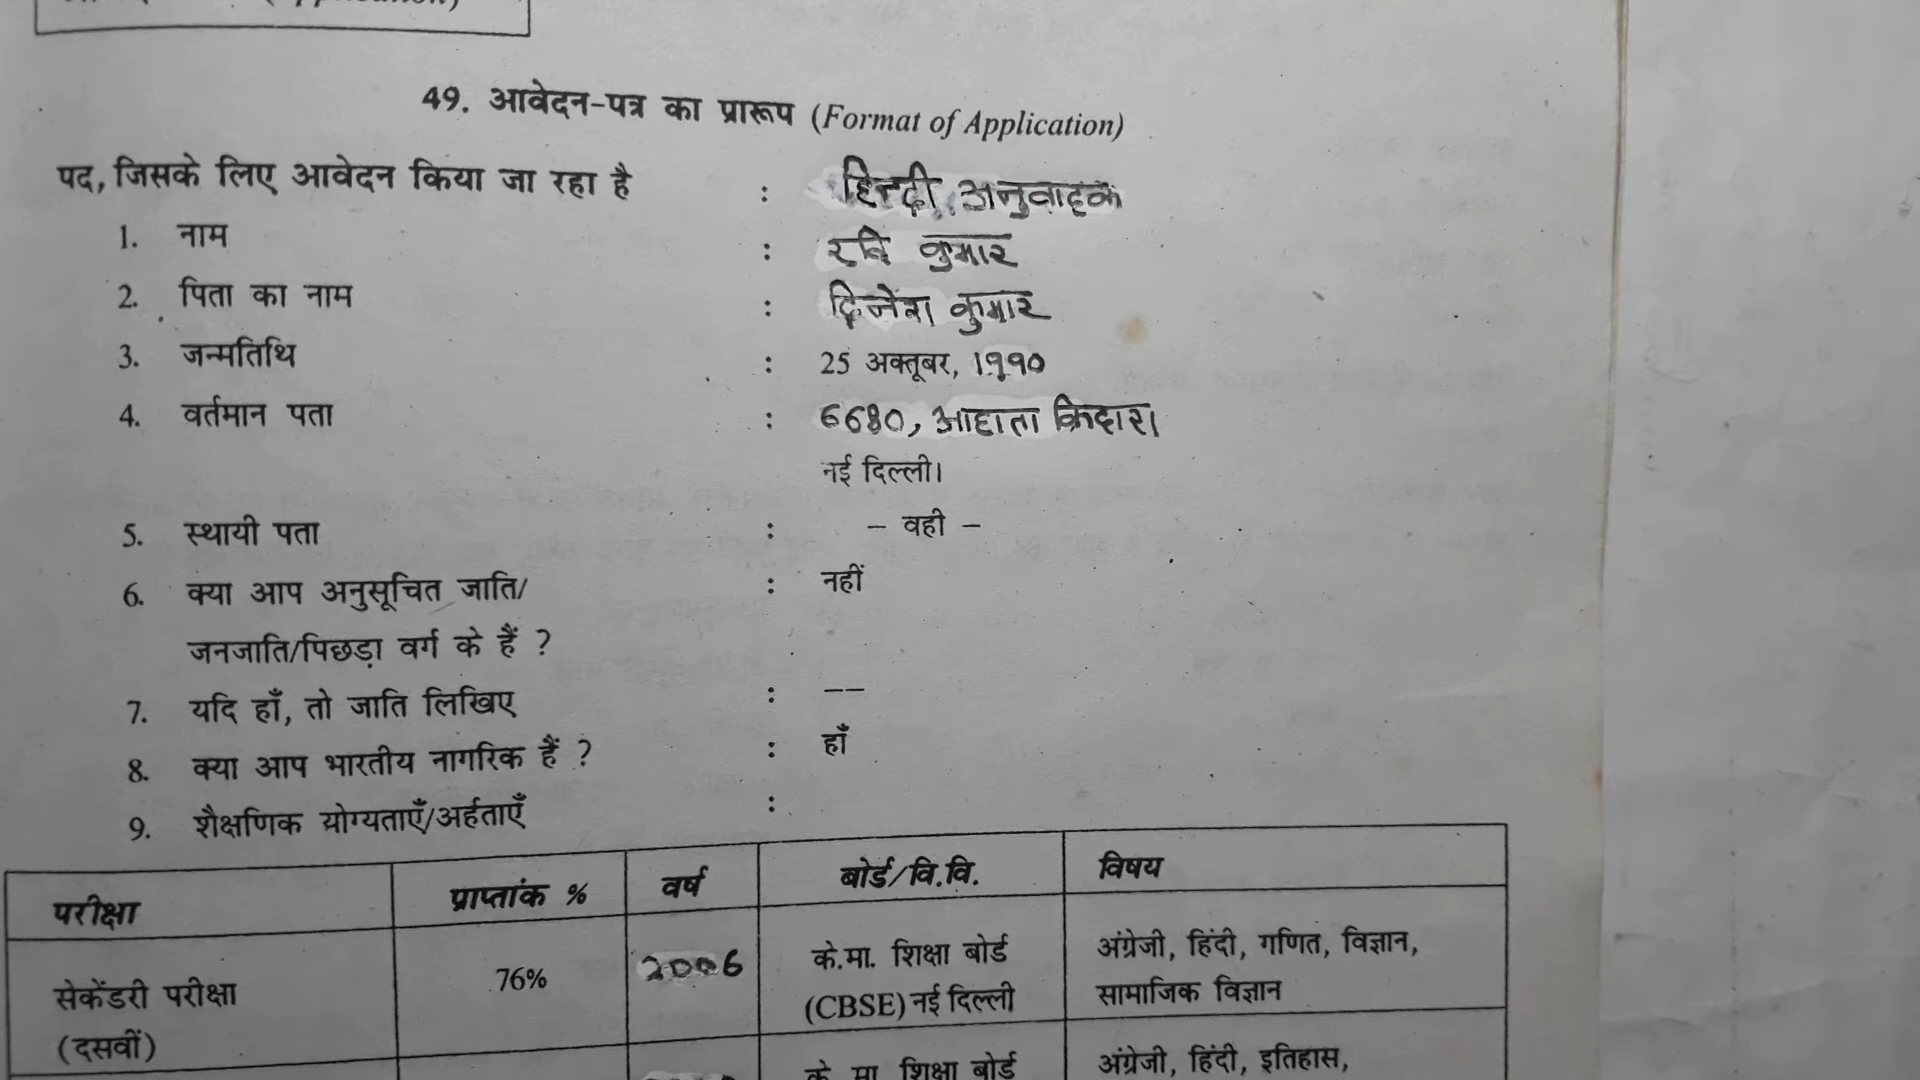 49. आवेदन-पत्र का प्रारूप (Format of Application)
पद, जिसके लिए आवेदन किया जा रहा है : हिन्दी अनुवादक
1. नाम : रवि कुमार
2. पिता का नाम : द्विजेश कुमार
3. जन्मतिथि : 25 अक्तूबर, 1990
4. वर्तमान पता : 6680, आहाता किदारा
नई दिल्ली।
5. स्थायी पता : – वही –
6. क्या आप अनुसूचित जाति/ : नहीं
जनजाति/पिछड़ा वर्ग के हैं ?
7. यदि हाँ, तो जाति लिखिए : --
8. क्या आप भारतीय नागरिक हैं ? : हाँ
9. शैक्षणिक योग्यताएँ/अर्हताएँ :
परीक्षा प्राप्तांक % वर्ष बोर्ड/वि.वि. विषय
सेकेंडरी परीक्षा 76% 2006 के.मा. शिक्षा बोर्ड अंग्रेजी, हिंदी, गणित, विज्ञान,
(दसवीं) (CBSE) नई दिल्ली सामाजिक विज्ञान
के. मा. शिक्षा बोर्ड अंग्रेजी, हिंदी, इतिहास,